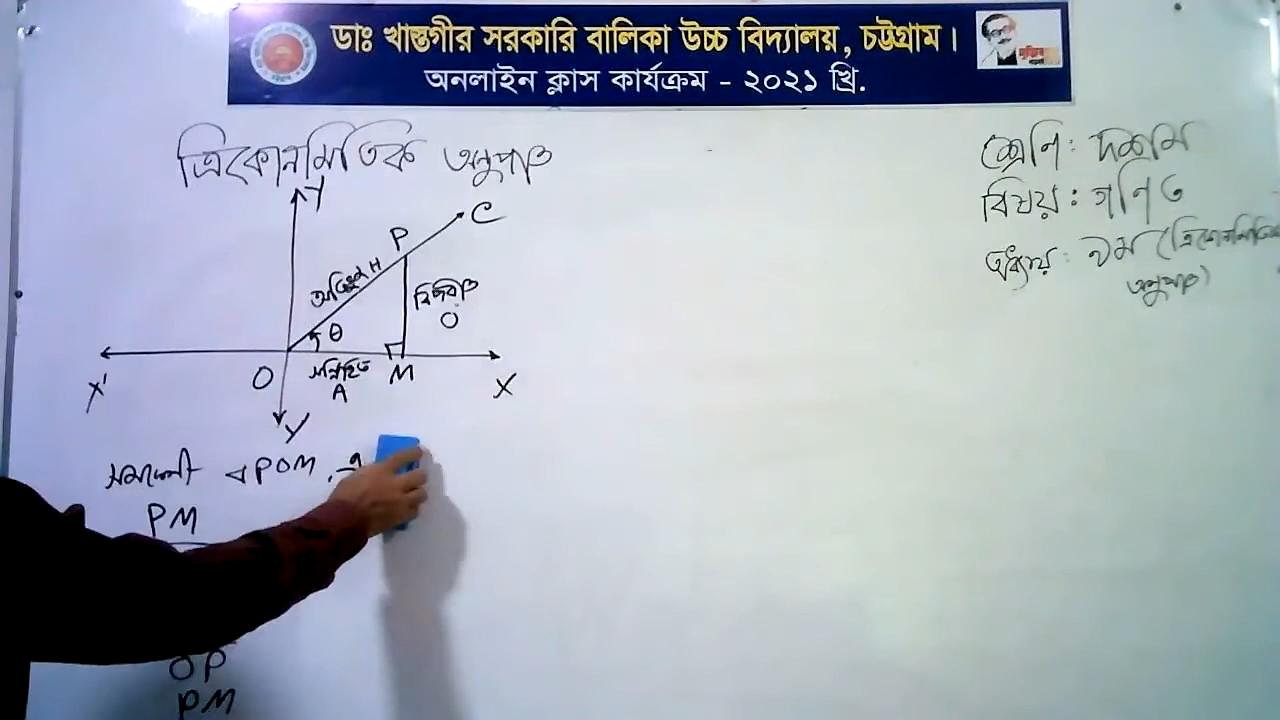 ডাঃ খাস্তগীর সরকারি বালিকা উচ্চ বিদ্যালয়, চট্টগ্রাম।
অনলাইন ক্লাস কার্যক্রম - ২০২১ খ্রি.
ত্রিকোনমিতিক অনুপাত
শ্রেণি: দশম
বিষয়: গণিত
অধ্যায়: ৯ম (ত্রিকোনমিতিক
অনুপাত)
Y
C
P
অতিভুজ H
বিপরীত
O
θ
O
সন্নিহিত
M
A
X'
X
Y
সমকোণী
POM
PM
OP
PM